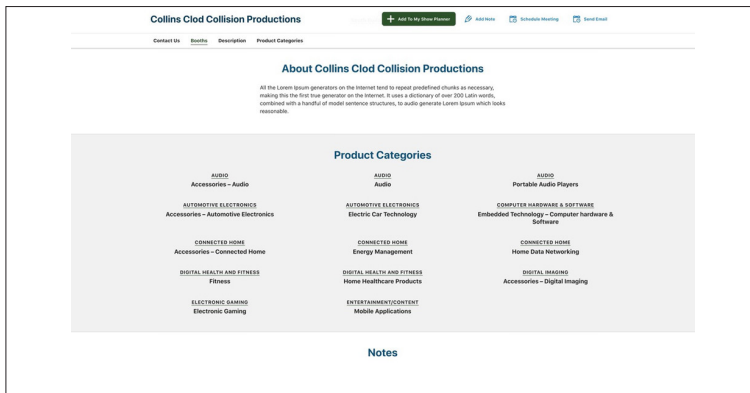 Collins Clod Collision Productions
Add To My Show Planner
Add Note
Schedule Meeting
Send Email
Contact Us
Booths
Description
Product Categories
About Collins Clod Collision Productions
All the Lorem Ipsum generators on the Internet tend to repeat predefined chunks as necessary,
making this the first true generator on the Internet. It uses a dictionary of over 200 Latin words,
combined with a handful of model sentence structures, to audio generate Lorem Ipsum which looks
reasonable.
Product Categories
AUDIO
Accessories – Audio
AUDIO
Audio
AUDIO
Portable Audio Players
AUTOMOTIVE ELECTRONICS
Accessories – Automotive Electronics
AUTOMOTIVE ELECTRONICS
Electric Car Technology
COMPUTER HARDWARE & SOFTWARE
Embedded Technology – Computer hardware &
Software
CONNECTED HOME
Accessories – Connected Home
CONNECTED HOME
Energy Management
CONNECTED HOME
Home Data Networking
DIGITAL HEALTH AND FITNESS
Fitness
DIGITAL HEALTH AND FITNESS
Home Healthcare Products
DIGITAL IMAGING
Accessories – Digital Imaging
ELECTRONIC GAMING
Electronic Gaming
ENTERTAINMENT/CONTENT
Mobile Applications
Notes